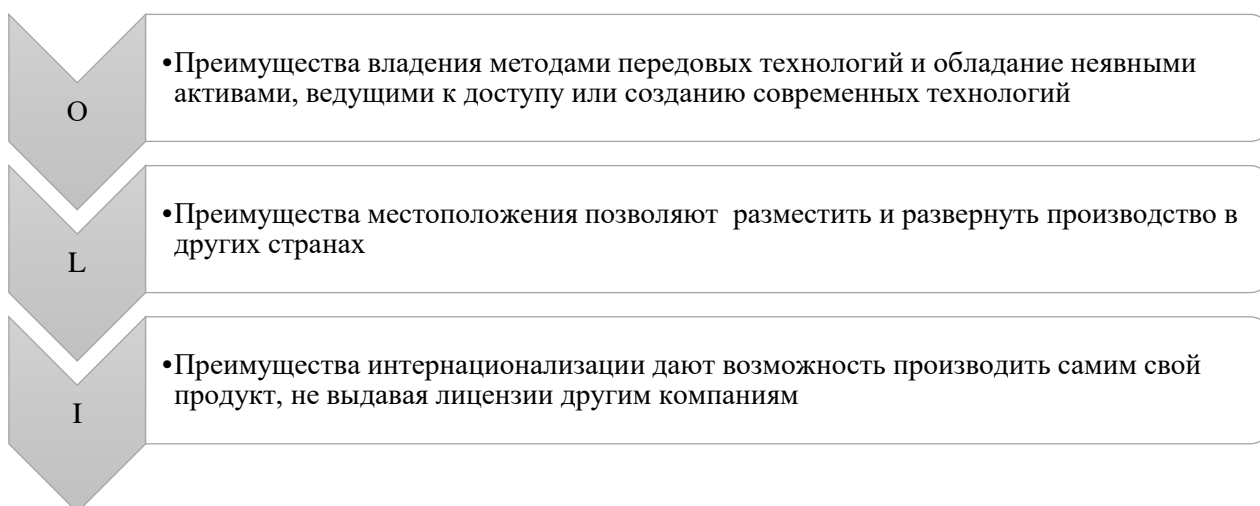 O
•Преимущества владения методами передовых технологий и обладание неявными
активами, ведущими к доступу или созданию современных технологий
L
•Преимущества местоположения позволяют  разместить и развернуть производство в
других странах
I
•Преимущества интернационализации дают возможность производить самим свой
продукт, не выдавая лицензии другим компаниям